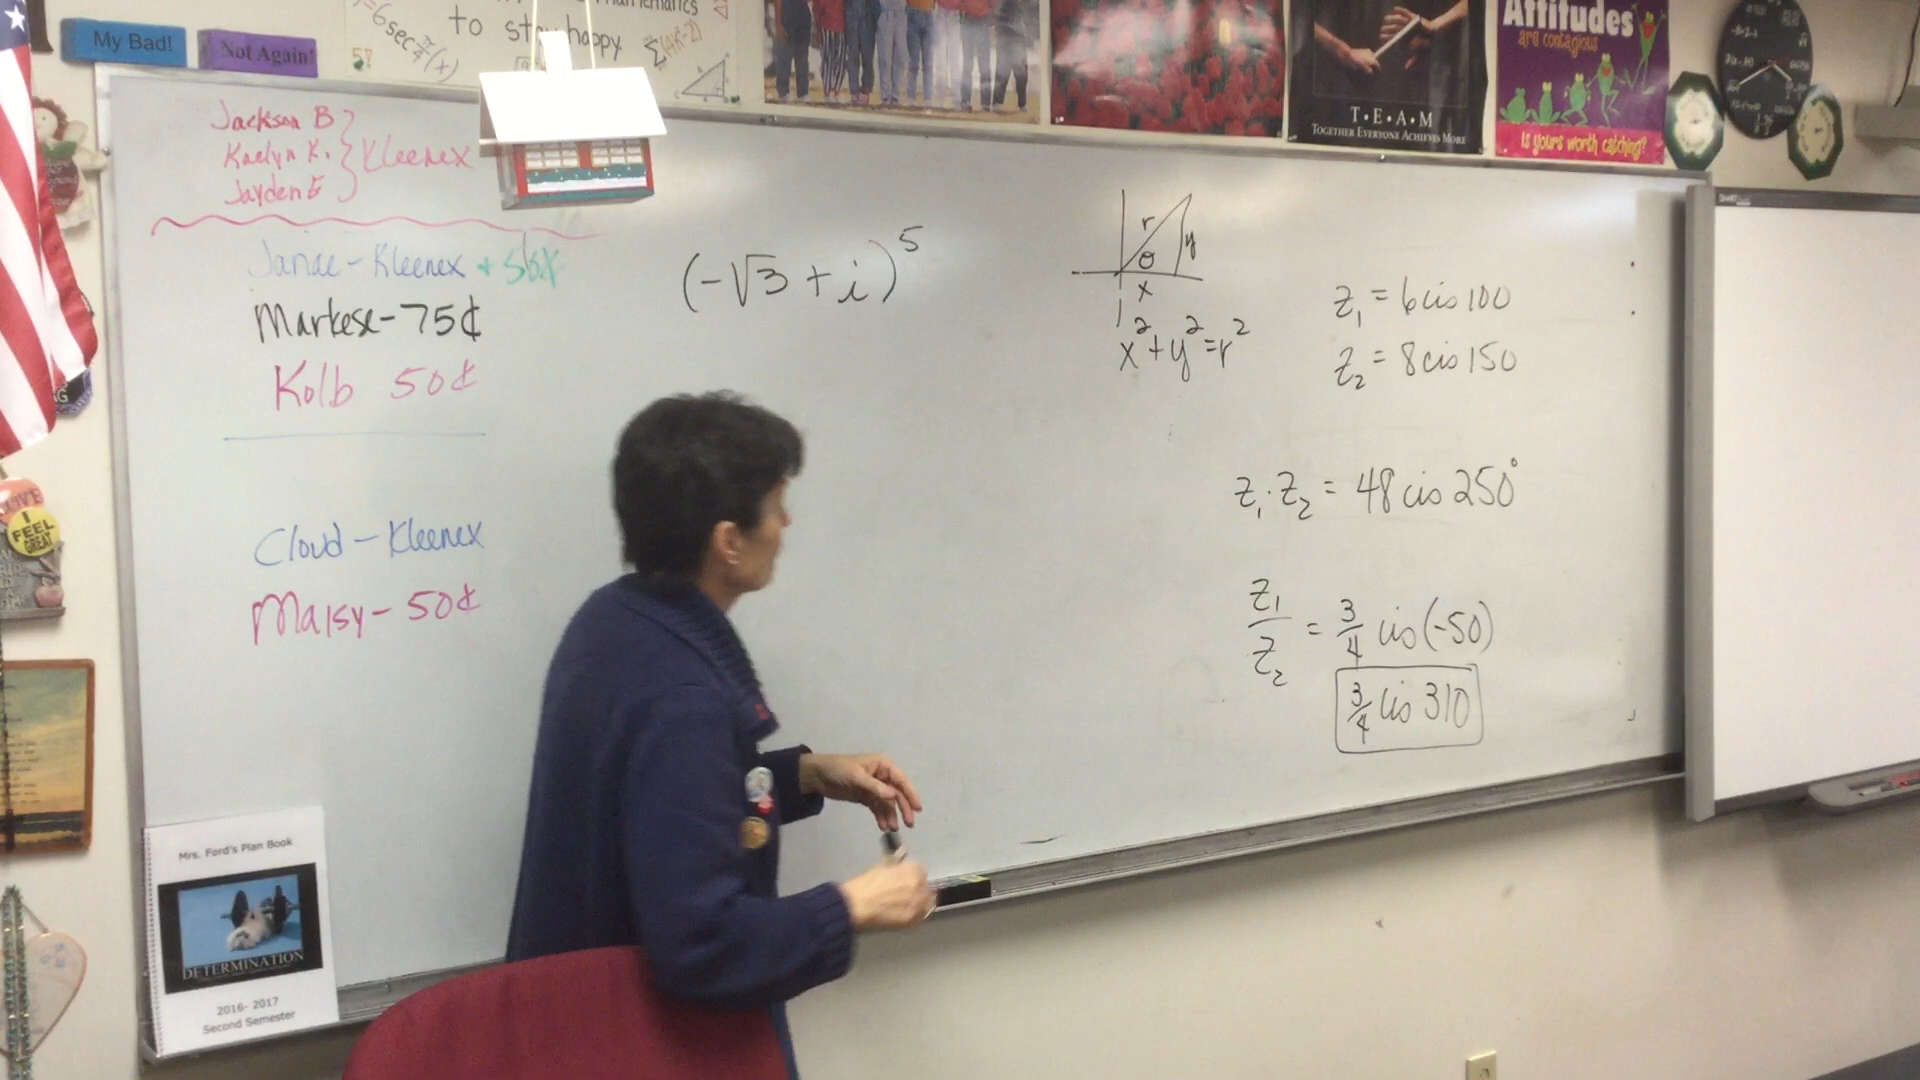 My Bad!
Not Again!
to stay happy
Attitudes
are contagious
Is yours worth catching?
T·E·A·M
TOGETHER EVERYONE ACHIEVES MORE
Jackson B
Kaelyn K. } Kleenex
Jayden E
Janae - Kleenex + 56x
Markese - 75¢
Kolb 50¢
Cloud - Kleenex
Maisy - 50¢
(-√3 + i)^5
r
y
θ
x
x² + y² = r²
z₁ = 6 cis 100
z₂ = 8 cis 150
z₁ · z₂ = 48 cis 250°
z₁/z₂ = 3/4 cis (-50)
3/4 cis 310
I
FEEL
GREAT
Mrs. Ford's Plan Book
DETERMINATION
2016- 2017
Second Semester